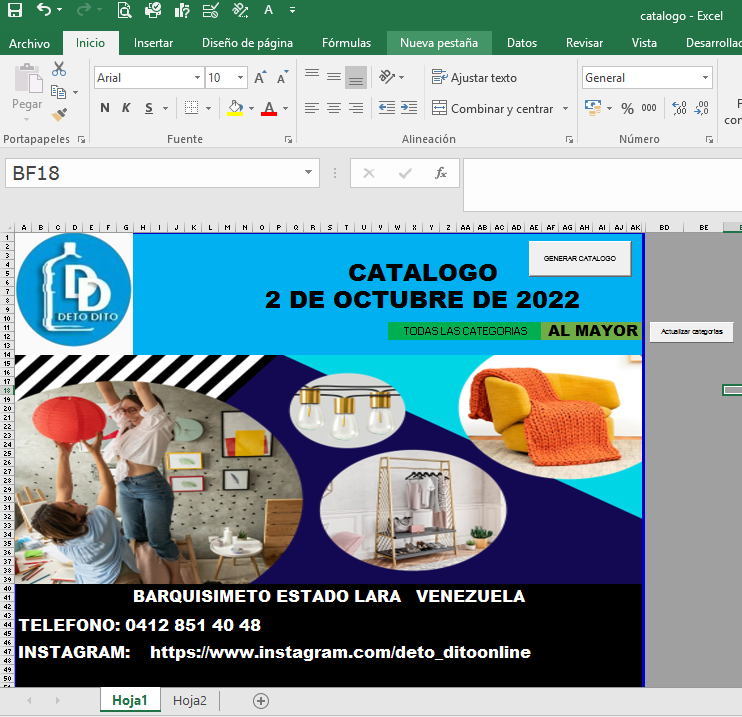 catalogo - Excel
Archivo Inicio Insertar Diseño de página Fórmulas Nueva pestaña Datos Revisar Vista Desarrollad
Pegar
Arial 10 A A
N K S A
Ajustar texto
Combinar y centrar
General
% 000
Portapapeles Fuente Alineación Número
BF18 fx
A B C D E F G H I J K L M N O P Q R S T U V W X Y Z AA AB AC AD AE AF AG AH AI AJ AK BD BE
1
2
3
4
5
6
7
8
9
10
11
12
13
14
15
16
17
18
19
20
21
22
23
24
25
26
27
28
29
30
31
32
33
34
35
36
37
38
39
40
41
42
44
45
46
47
48
49
50
DD
DETO DITO
GENERAR CATALOGO
CATALOGO
2 DE OCTUBRE DE 2022
TODAS LAS CATEGORIAS AL MAYOR
Actualizar categorias
BARQUISIMETO ESTADO LARA VENEZUELA
TELEFONO: 0412 851 40 48
INSTAGRAM: https://www.instagram.com/deto_ditoonline
Hoja1 Hoja2